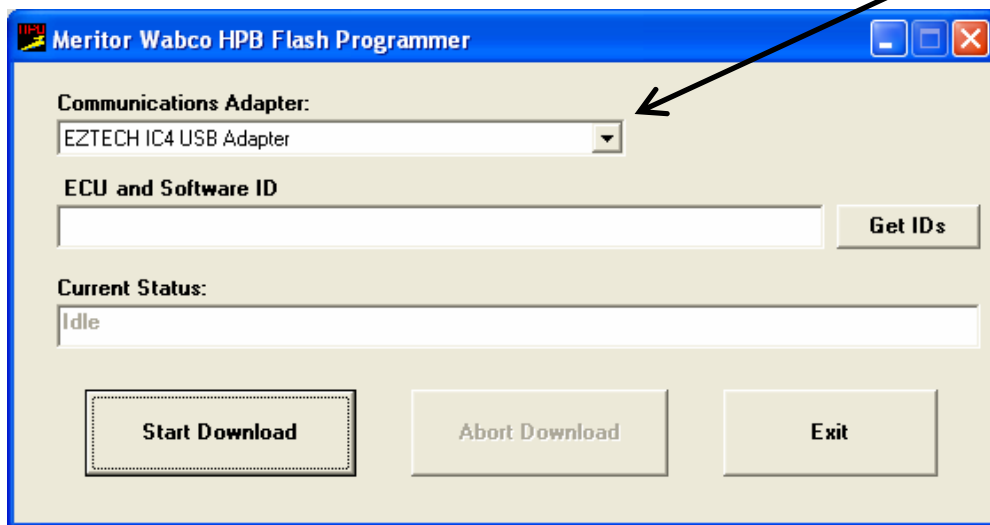 HPB
Meritor Wabco HPB Flash Programmer
Communications Adapter:
EZTECH IC4 USB Adapter
ECU and Software ID
Get IDs
Current Status:
Idle
Start Download
Abort Download
Exit